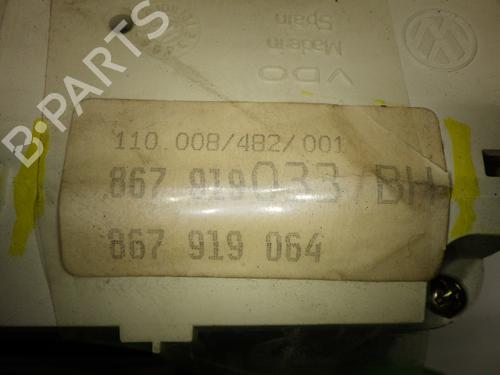 Made in
Spain
VDO
110.008/482/001
867 919 033/BH
867 919 064
B-PARTS